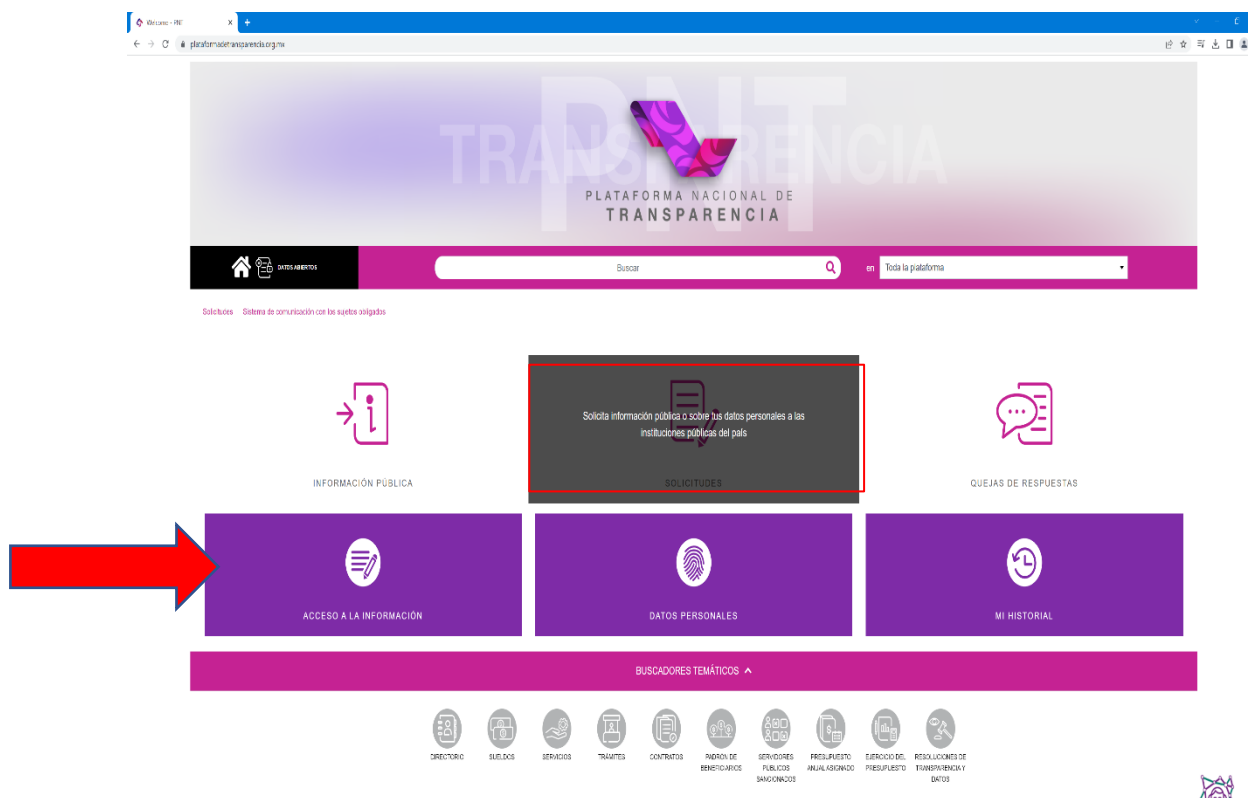 Welcome - PNT
plataformadetransparencia.org.mx
PNT
TRANSPARENCIA
PLATAFORMA NACIONAL DE
TRANSPARENCIA
DATOS ABIERTOS
Buscar
en
Toda la plataforma
Solicitudes Sistema de comunicación con los sujetos obligados
Solicita información pública o sobre tus datos personales a las
instituciones públicas del país
INFORMACIÓN PÚBLICA
SOLICITUDES
QUEJAS DE RESPUESTAS
ACCESO A LA INFORMACIÓN
DATOS PERSONALES
MI HISTORIAL
BUSCADORES TEMÁTICOS
DIRECTORIO
SUELDOS
SERVICIOS
TRÁMITES
CONTRATOS
PADRÓN DE
BENEFICIARIOS
SERVIDORES
PÚBLICOS
SANCIONADOS
PRESUPUESTO
ANUAL ASIGNADO
EJERCICIO DEL
PRESUPUESTO
RESOLUCIONES DE
TRANSPARENCIA Y
DATOS